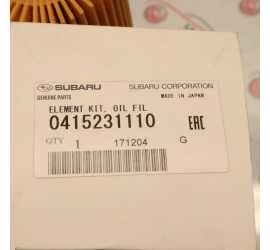 SUBARU
SUBARU CORPORATION
GENUINE PARTS
MADE IN JAPAN
ELEMENT KIT, OIL FIL
0415231110
EAC
QTY 1 171204 G